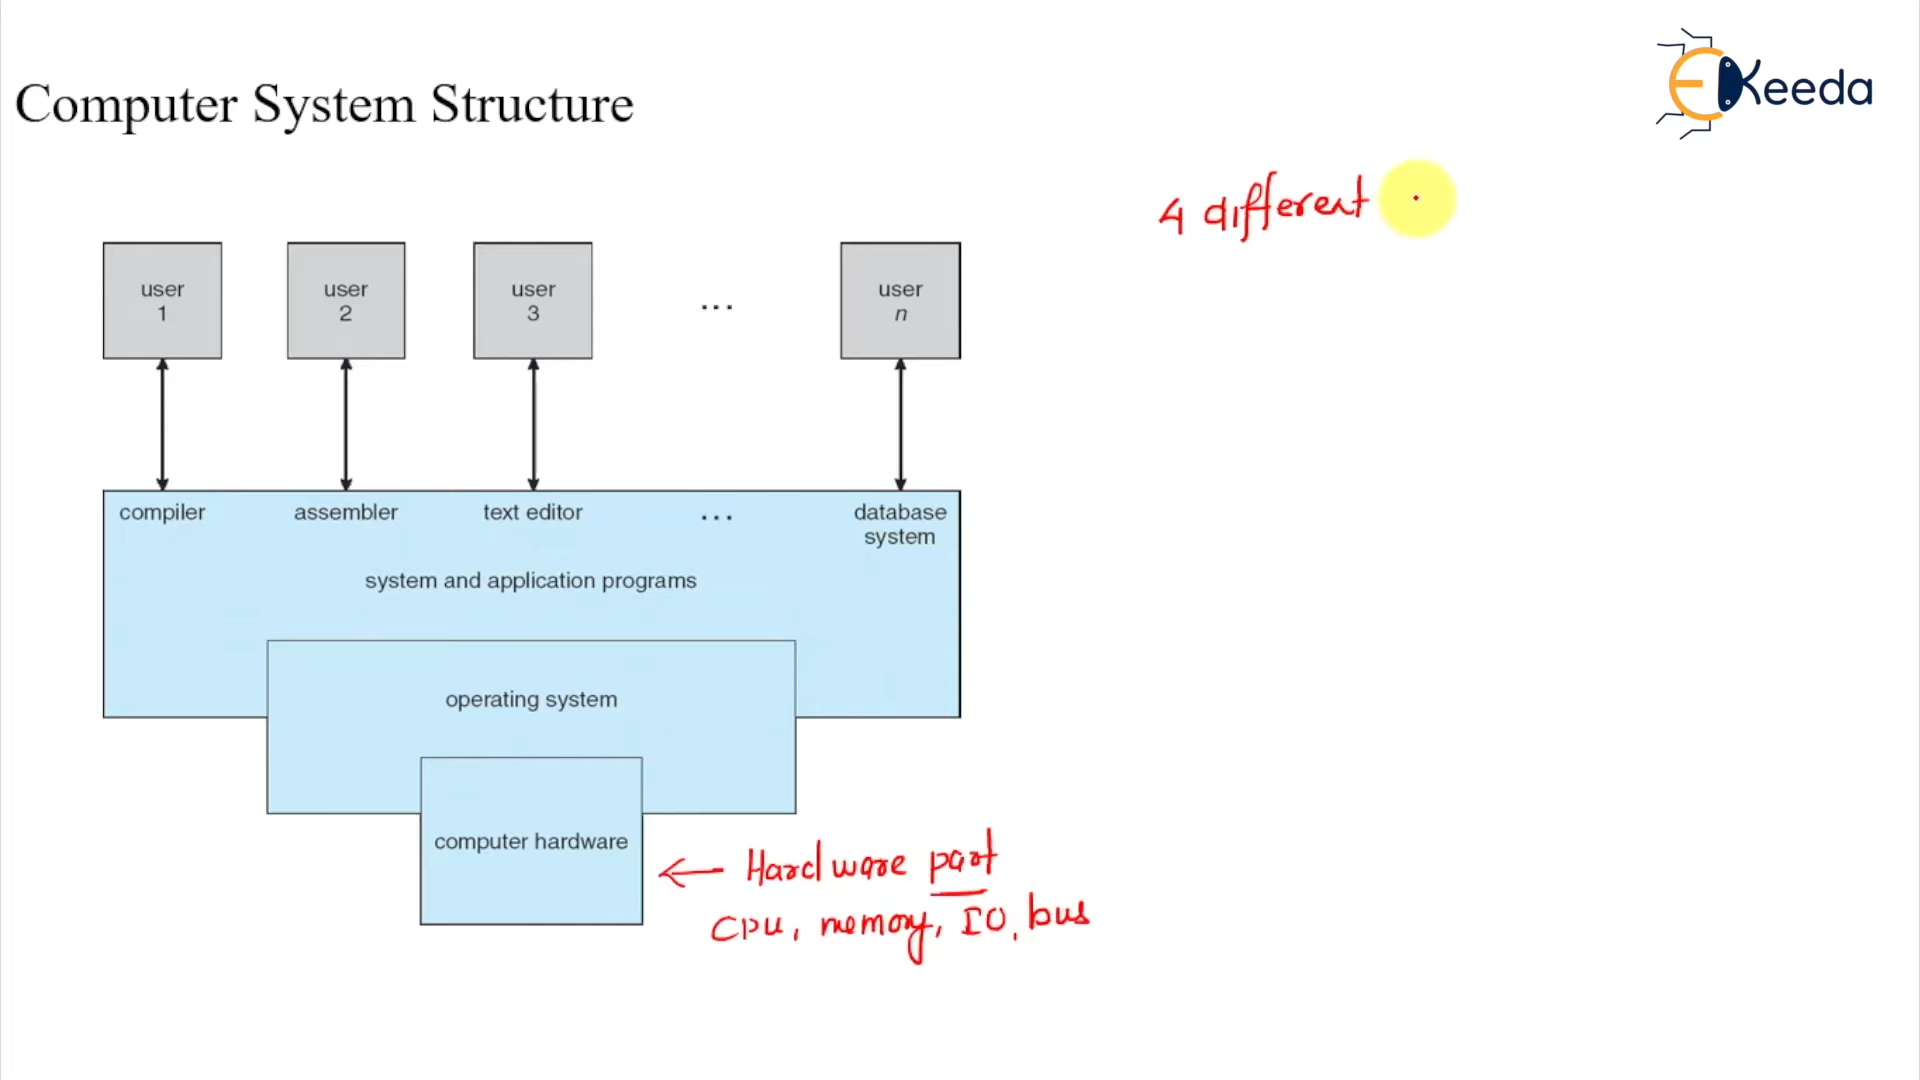 EKeeda
Computer System Structure
4 different
user
1
user
2
user
3
...
user
n
compiler
assembler
text editor
...
database
system
system and application programs
operating system
computer hardware
← Hardware part
CPU, memory, IO, bus